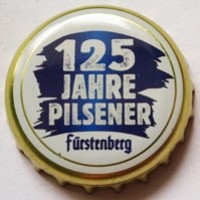 125
JAHRE
PILSENER
Fürstenberg